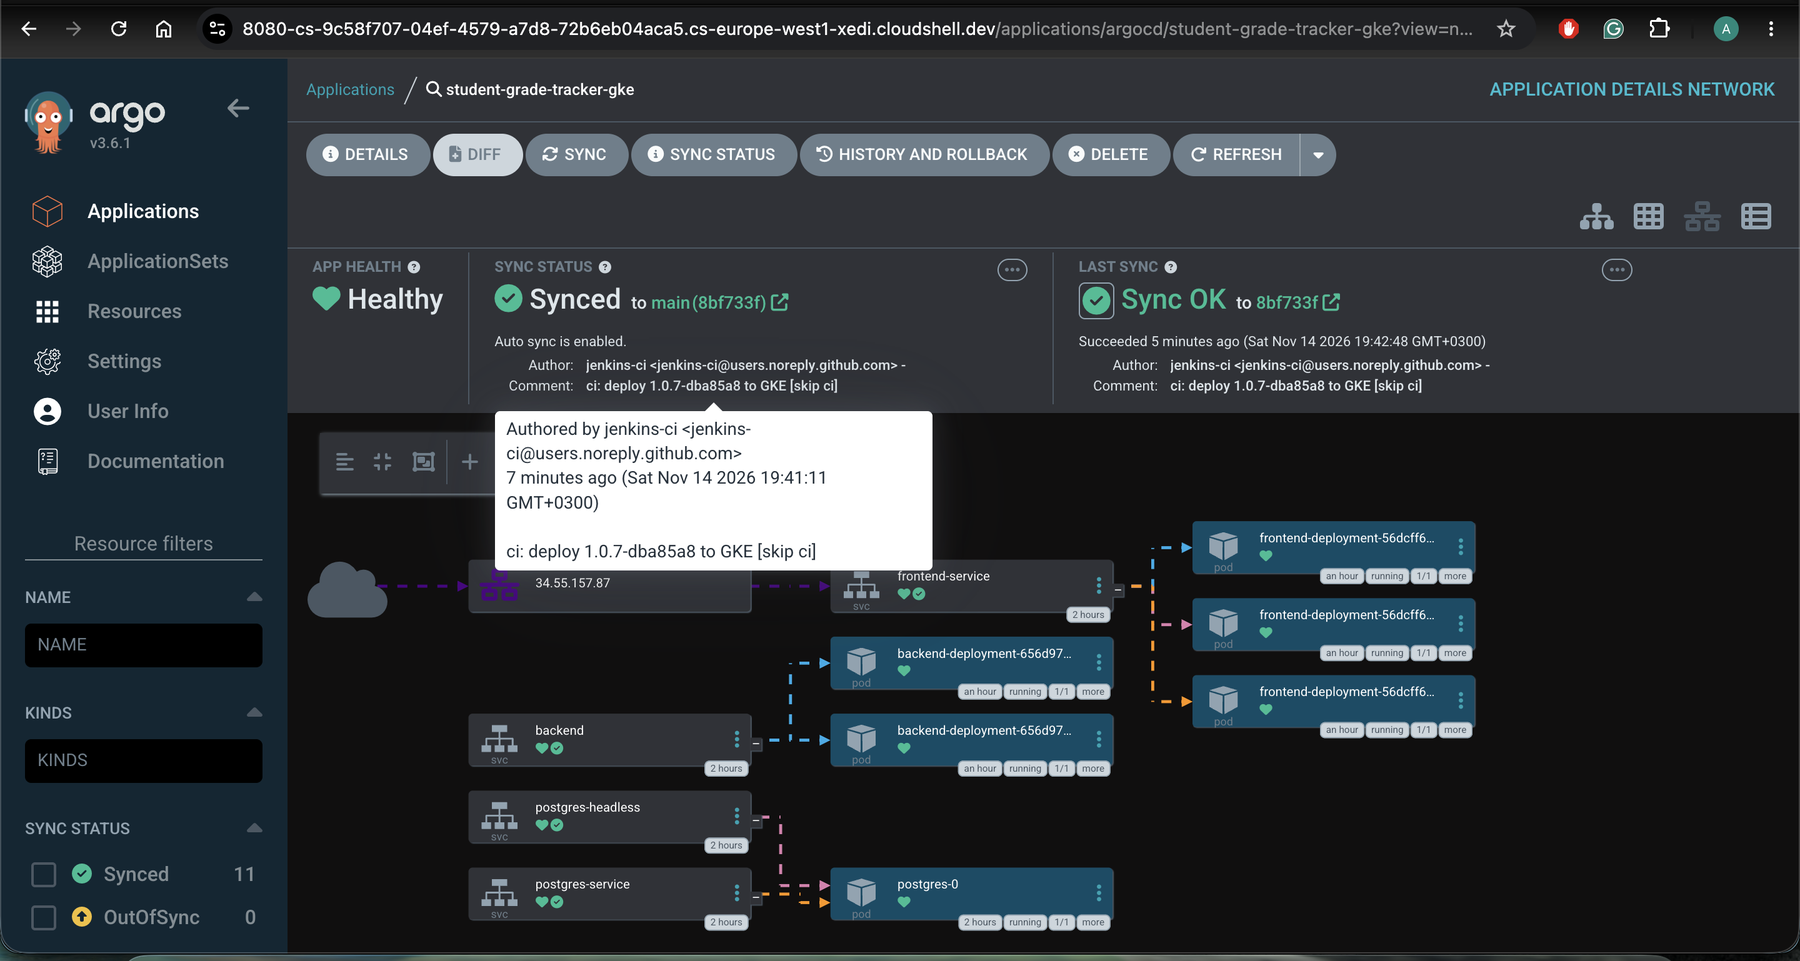 8080-cs-9c58f707-04ef-4579-a7d8-72b6eb04aca5.cs-europe-west1-xedi.cloudshell.dev/applications/argocd/student-grade-tracker-gke?view=n...
A
argo
v3.6.1
Applications
ApplicationSets
Resources
Settings
User Info
Documentation
Resource filters
NAME
NAME
KINDS
KINDS
SYNC STATUS
Synced 11
OutOfSync 0
Applications / student-grade-tracker-gke
APPLICATION DETAILS NETWORK
DETAILS DIFF SYNC SYNC STATUS HISTORY AND ROLLBACK DELETE REFRESH
APP HEALTH
Healthy
SYNC STATUS
Synced to main (8bf733f)
Auto sync is enabled.
Author: jenkins-ci <jenkins-ci@users.noreply.github.com> -
Comment: ci: deploy 1.0.7-dba85a8 to GKE [skip ci]
LAST SYNC
Sync OK to 8bf733f
Succeeded 5 minutes ago (Sat Nov 14 2026 19:42:48 GMT+0300)
Author: jenkins-ci <jenkins-ci@users.noreply.github.com> -
Comment: ci: deploy 1.0.7-dba85a8 to GKE [skip ci]
Authored by jenkins-ci <jenkins-
ci@users.noreply.github.com>
7 minutes ago (Sat Nov 14 2026 19:41:11
GMT+0300)
ci: deploy 1.0.7-dba85a8 to GKE [skip ci]
34.55.157.87
frontend-service
svc
2 hours
frontend-deployment-56dcff6...
pod
an hour running 1/1 more
frontend-deployment-56dcff6...
pod
an hour running 1/1 more
frontend-deployment-56dcff6...
pod
an hour running 1/1 more
backend-deployment-656d97...
pod
an hour running 1/1 more
backend
svc
2 hours
backend-deployment-656d97...
pod
an hour running 1/1 more
postgres-headless
svc
2 hours
postgres-service
svc
2 hours
postgres-0
pod
2 hours running 1/1 more